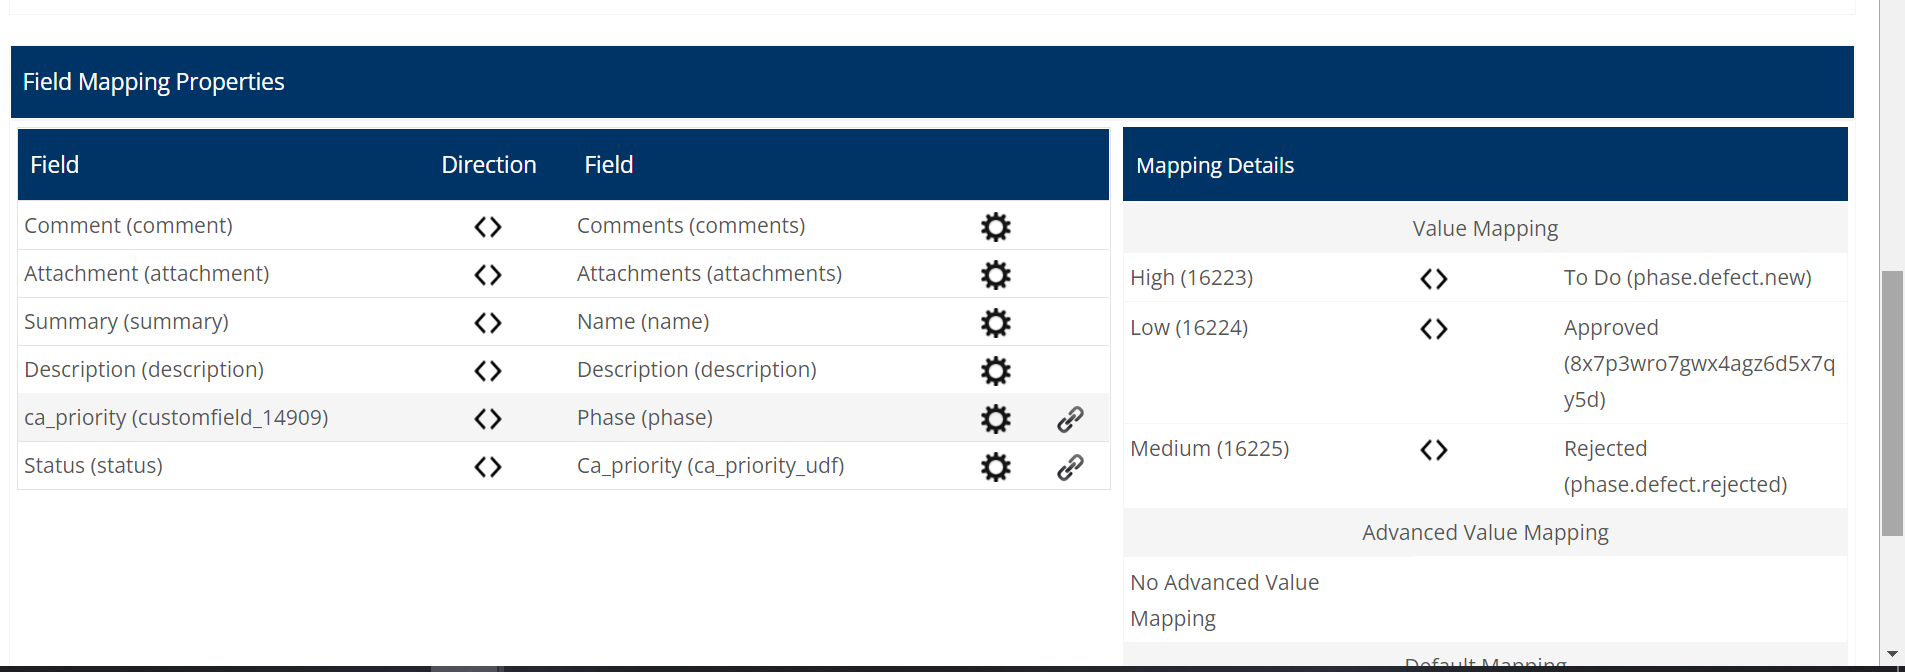 Field Mapping Properties
Field Direction Field
Comment (comment) Comments (comments)
Attachment (attachment) Attachments (attachments)
Summary (summary) Name (name)
Description (description) Description (description)
ca_priority (customfield_14909) Phase (phase)
Status (status) Ca_priority (ca_priority_udf)
Mapping Details
Value Mapping
High (16223) To Do (phase.defect.new)
Low (16224) Approved
(8x7p3wro7gwx4agz6d5x7q
y5d)
Medium (16225) Rejected
(phase.defect.rejected)
Advanced Value Mapping
No Advanced Value
Mapping
Default Mapping